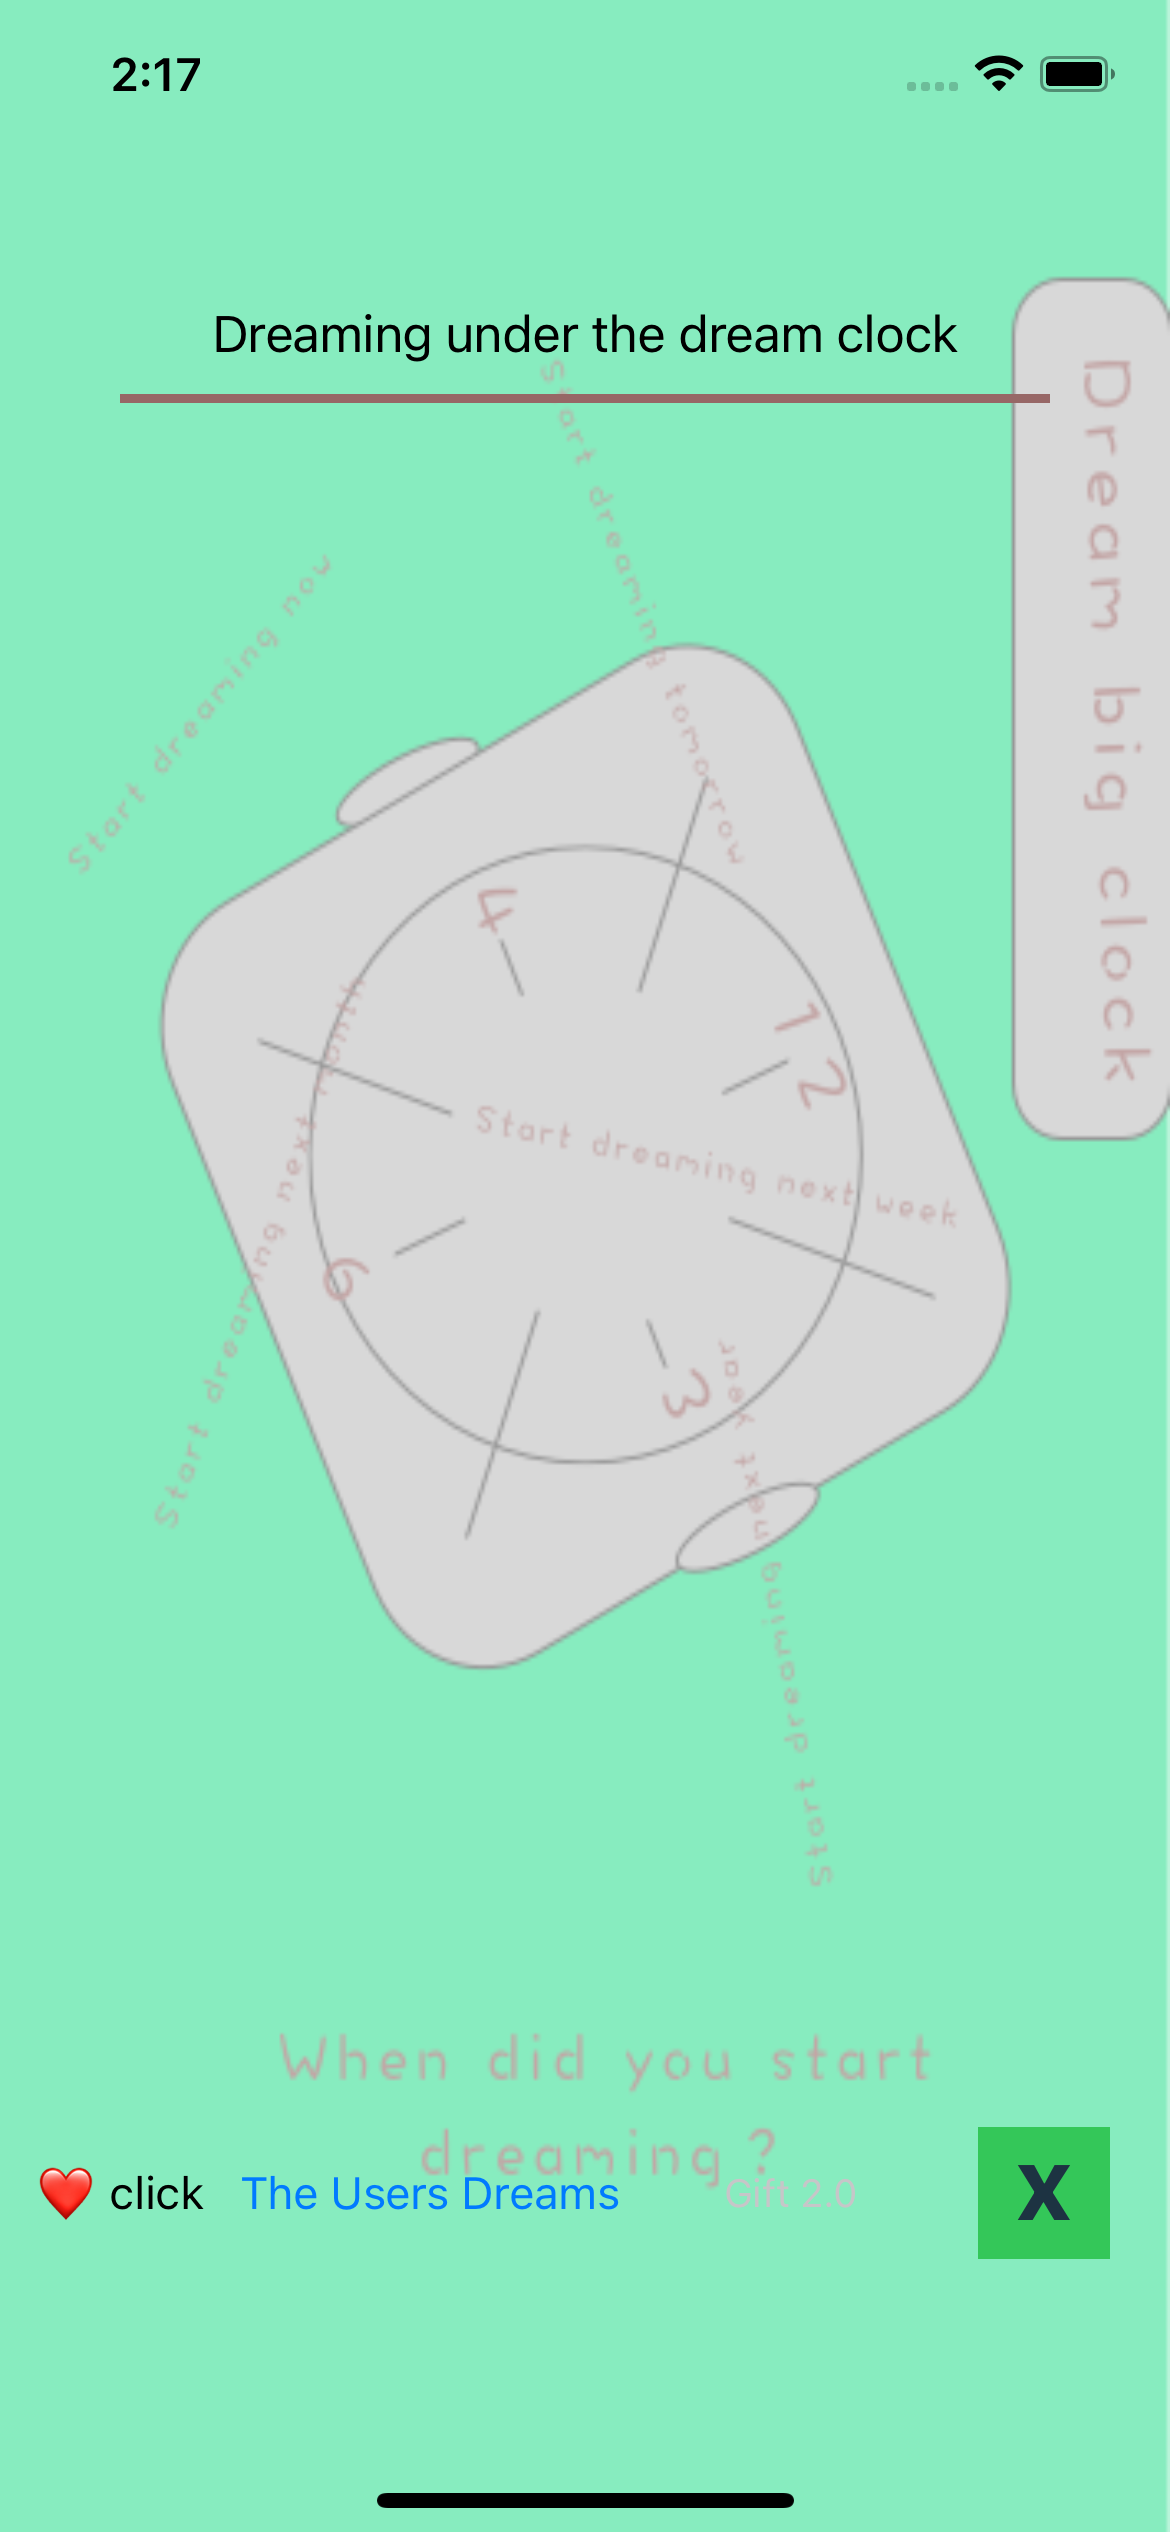 2:17
Dreaming under the dream clock
Dream big clock
Start dreaming now
Start dreaming tomorrow
4
12
Start dreaming next month
Start dreaming next week
6
3
Start dreaming next year
When did you start
dreaming ?
❤️ click The Users Dreams Gift 2.0 X